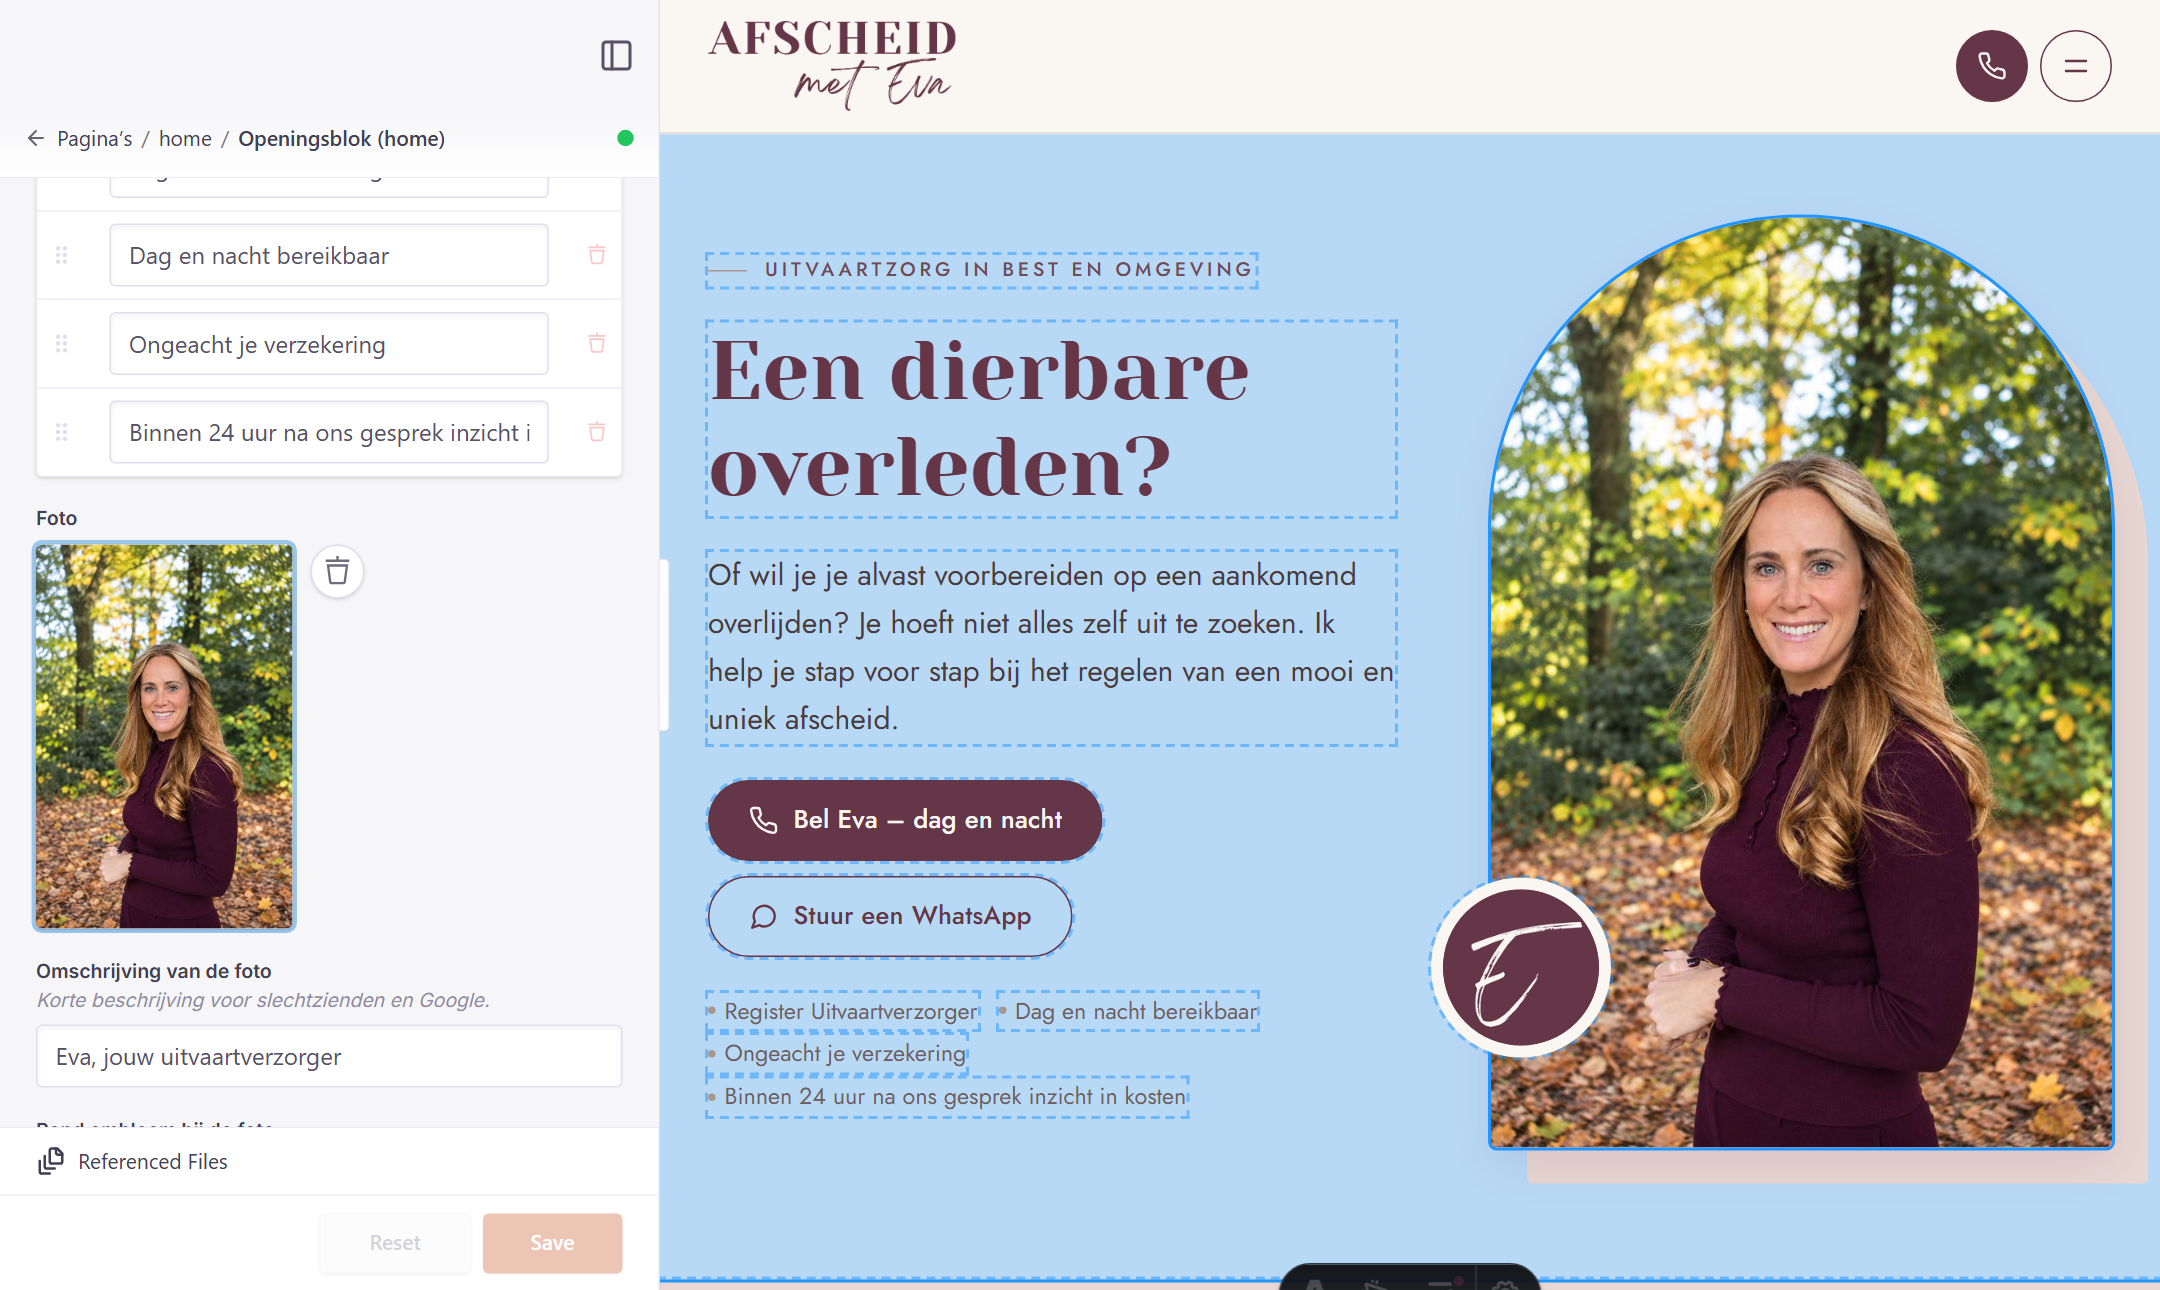 Pagina's / home / Openingsblok (home)
Dag en nacht bereikbaar
Ongeacht je verzekering
Binnen 24 uur na ons gesprek inzicht i
Foto
Omschrijving van de foto
Korte beschrijving voor slechtzienden en Google.
Eva, jouw uitvaartverzorger
Referenced Files
Reset
Save
AFSCHEID
met Eva
UITVAARTZORG IN BEST EN OMGEVING
Een dierbare
overleden?
Of wil je je alvast voorbereiden op een aankomend
overlijden? Je hoeft niet alles zelf uit te zoeken. Ik
help je stap voor stap bij het regelen van een mooi en
uniek afscheid.
Bel Eva – dag en nacht
Stuur een WhatsApp
Register Uitvaartverzorger
Dag en nacht bereikbaar
Ongeacht je verzekering
Binnen 24 uur na ons gesprek inzicht in kosten
E